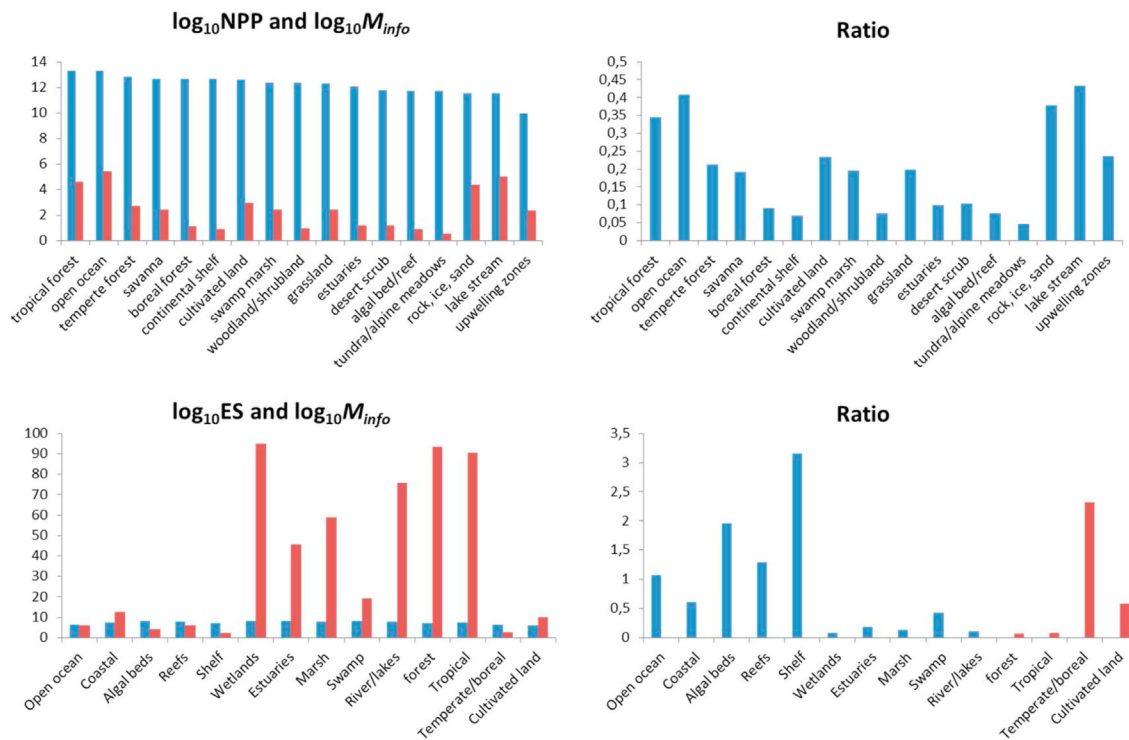 log₁₀NPP and log₁₀M_info
14
12
10
8
6
4
2
0
tropical forest
open ocean
temperte forest
savanna
boreal forest
continental shelf
cultivated land
swamp marsh
woodland/shrubland
grassland
estuaries
desert scrub
algal bed/reef
tundra/alpine meadows
rock, ice, sand
lake stream
upwelling zones
Ratio
0,5
0,45
0,4
0,35
0,3
0,25
0,2
0,15
0,1
0,05
0
tropical forest
open ocean
temperte forest
savanna
boreal forest
continental shelf
cultivated land
swamp marsh
woodland/shrubland
grassland
estuaries
desert scrub
algal bed/reef
tundra/alpine meadows
rock, ice, sand
lake stream
upwelling zones
log₁₀ES and log₁₀M_info
100
90
80
70
60
50
40
30
20
10
0
Open ocean
Coastal
Algal beds
Reefs
Shelf
Wetlands
Estuaries
Marsh
Swamp
River/lakes
forest
Tropical
Temperate/boreal
Cultivated land
Ratio
3,5
3
2,5
2
1,5
1
0,5
0
Open ocean
Coastal
Algal beds
Reefs
Shelf
Wetlands
Estuaries
Marsh
Swamp
River/lakes
forest
Tropical
Temperate/boreal
Cultivated land